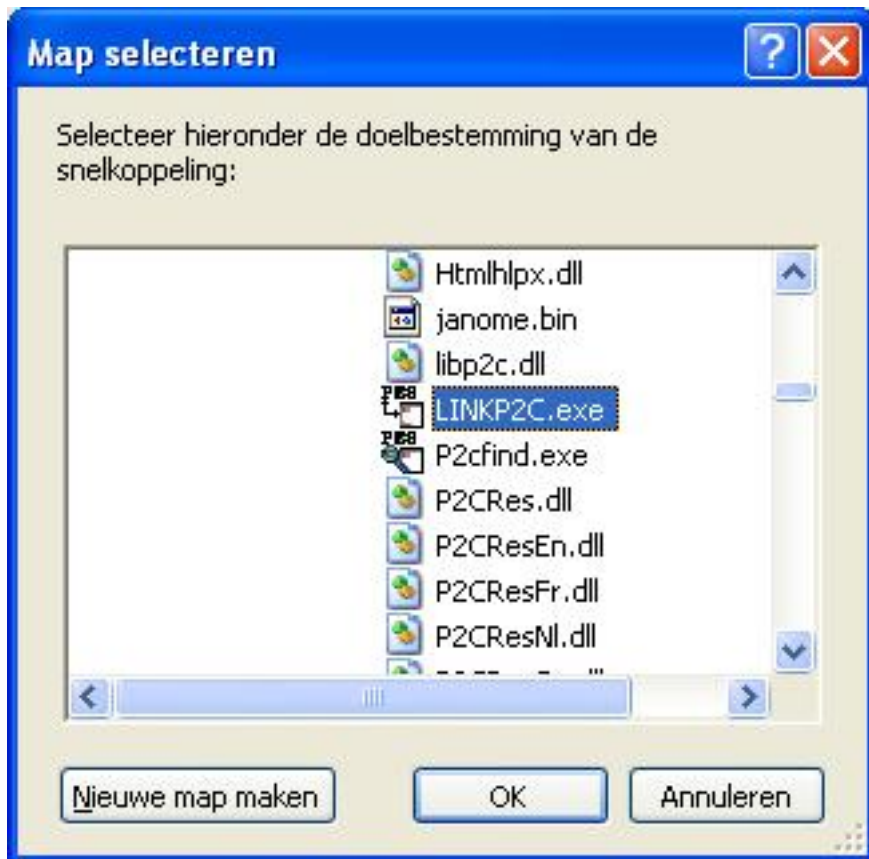 Map selecteren
Selecteer hieronder de doelbestemming van de
snelkoppeling:
Htmlhlpx.dll
janome.bin
libp2c.dll
LINKP2C.exe
P2cfind.exe
P2CRes.dll
P2CResEn.dll
P2CResFr.dll
P2CResNl.dll
Nieuwe map maken
OK
Annuleren